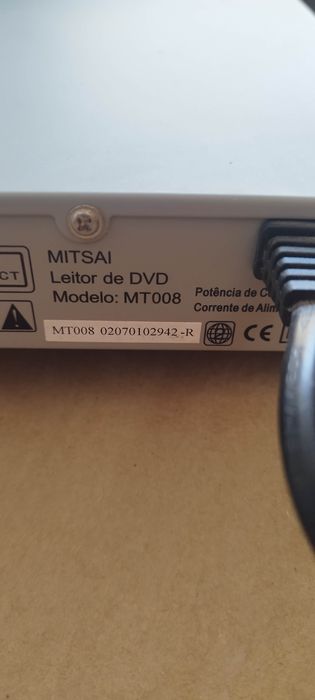 MITSAI
Leitor de DVD
Modelo: MT008
CT
Potência de C
Corrente de Alim
MT008 02070102942-R
CE